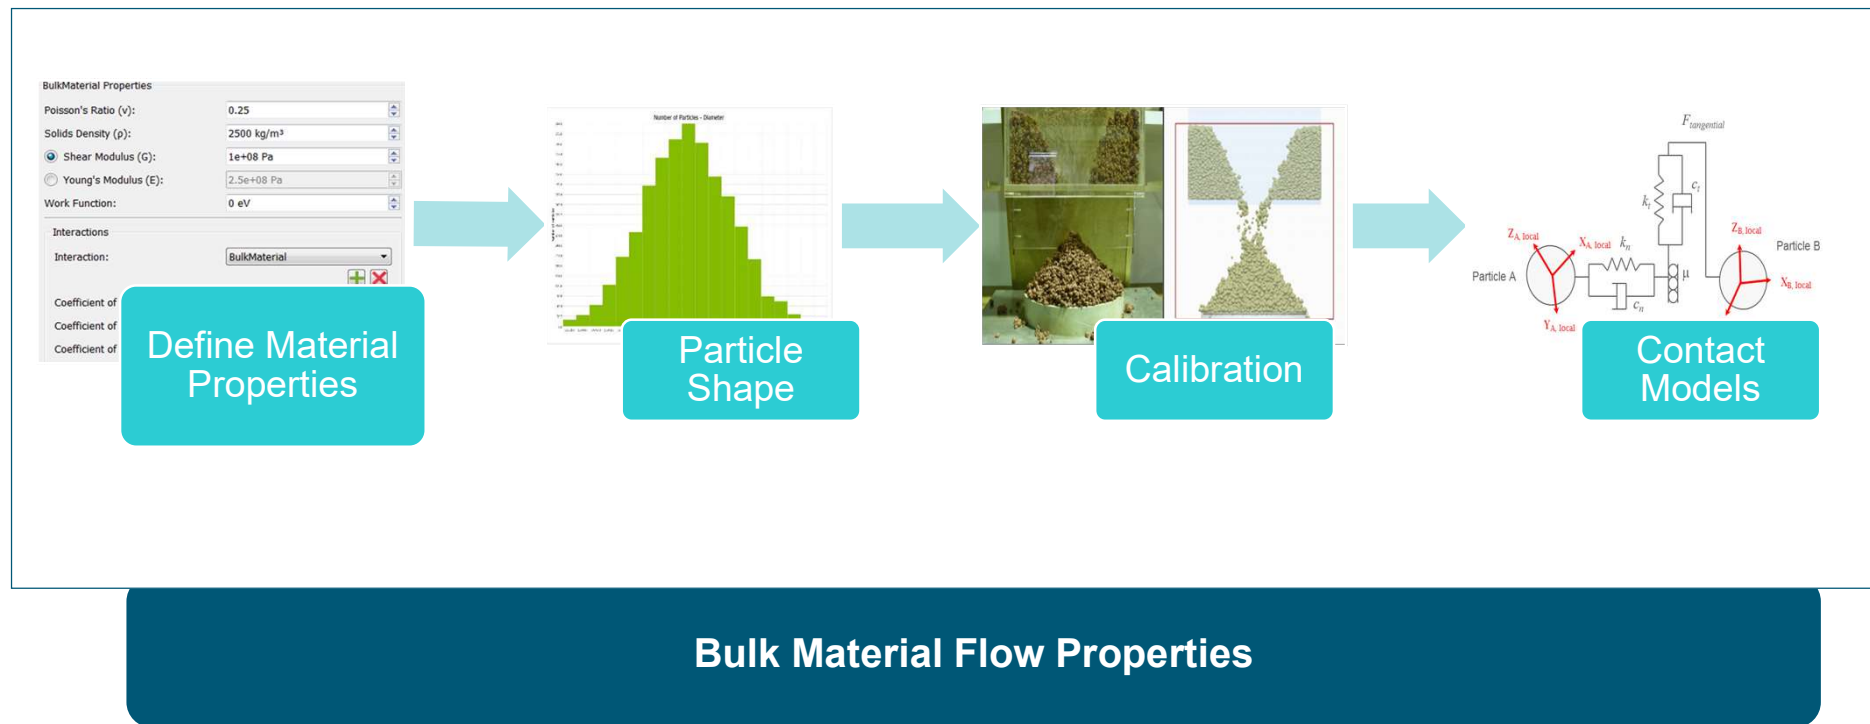 BulkMaterial Properties
Poisson's Ratio (v): 0.25
Solids Density (ρ): 2500 kg/m³
Shear Modulus (G): 1e+08 Pa
Young's Modulus (E): 2.5e+08 Pa
Work Function: 0 eV
Interactions
Interaction: BulkMaterial
Coefficient of
Coefficient of
Coefficient of
Define Material
Properties
Number of Particles - Diameter
Particle
Shape
Calibration
F tangential
k t
c t
Z A, local
X A, local
k n
Z B, local
Particle B
Particle A
μ
X B, local
c n
Y A, local
Contact
Models
Bulk Material Flow Properties